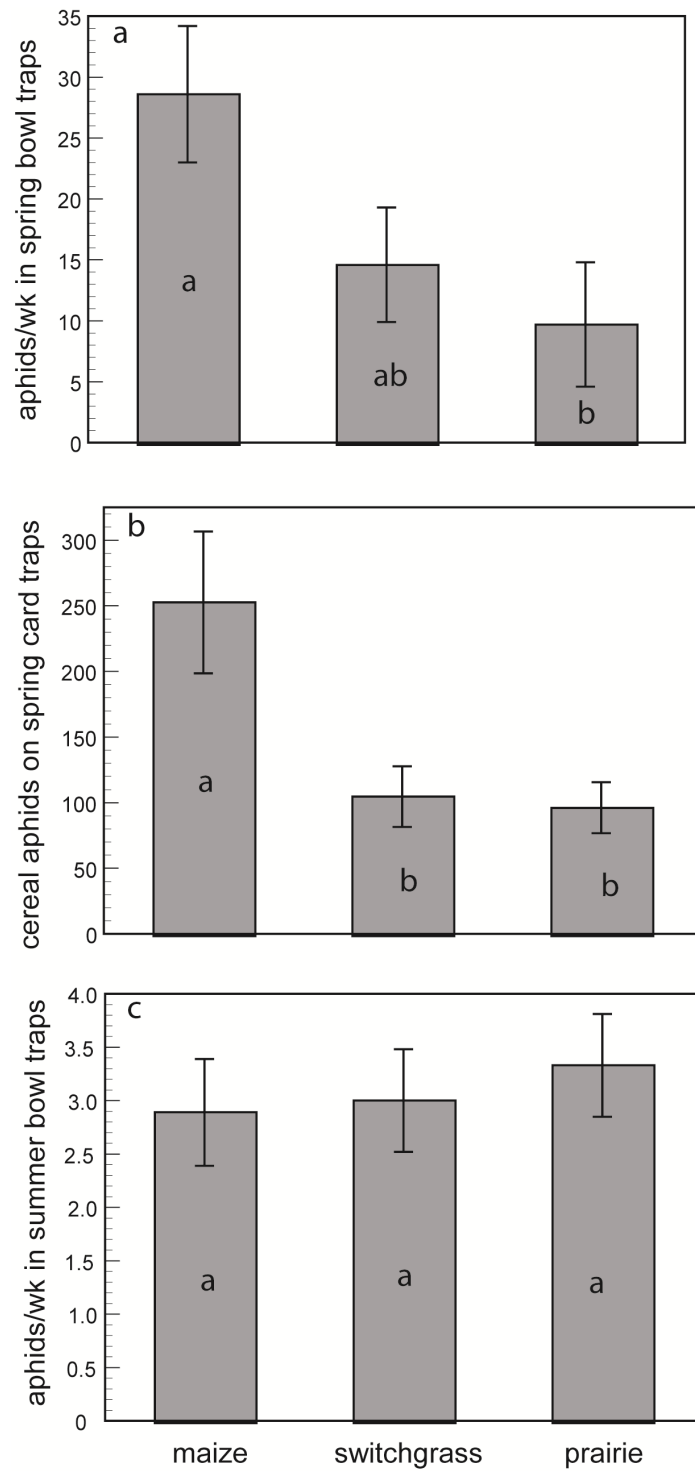 a
aphids/wk in spring bowl traps
35
30
25
20
15
10
5
0
a
ab
b
b
cereal aphids on spring card traps
300
250
200
150
100
50
0
a
b
b
c
aphids/wk in summer bowl traps
4.0
3.5
3.0
2.5
2.0
1.5
1.0
0.5
0
a
a
a
maize switchgrass prairie